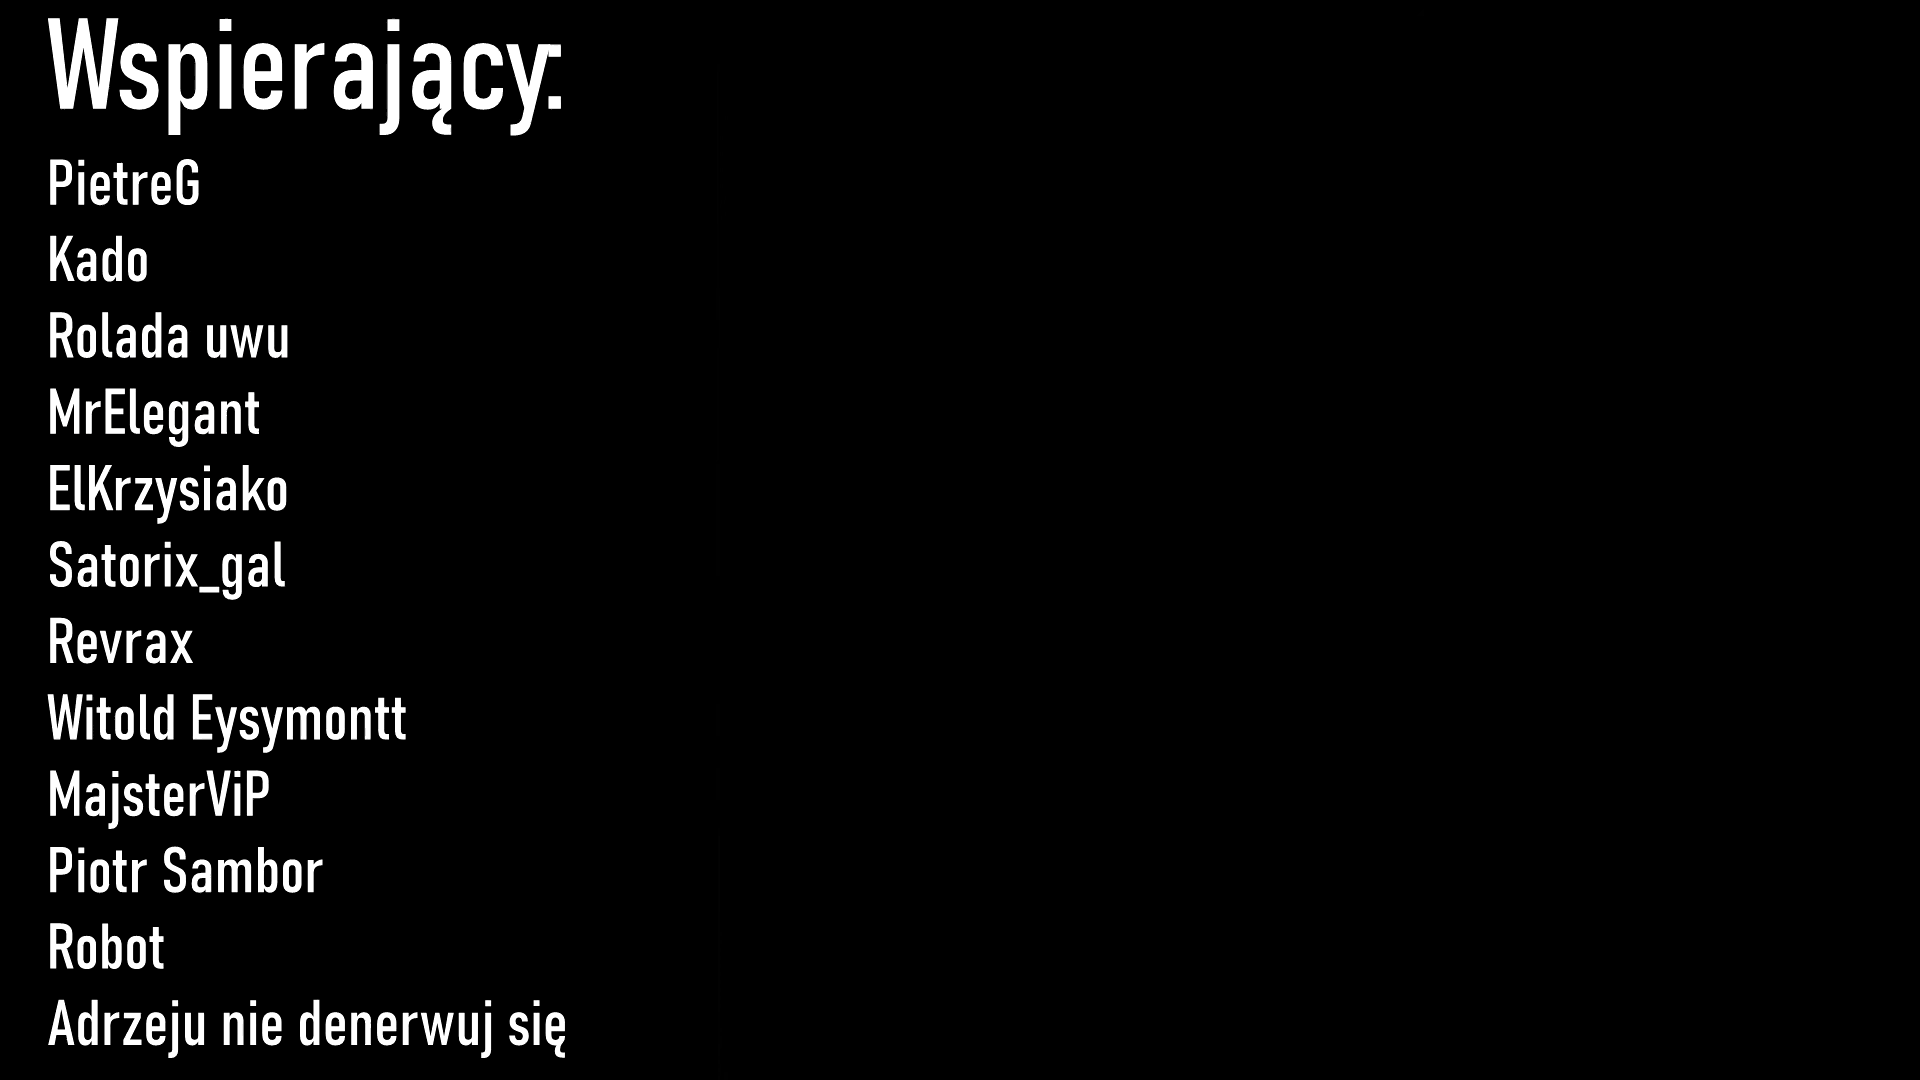 Wspierający:
PietreG
Kado
Rolada uwu
MrElegant
ElKrzysiako
Satorix_gal
Revrax
Witold Eysymontt
MajsterViP
Piotr Sambor
Robot
Adrzeju nie denerwuj się